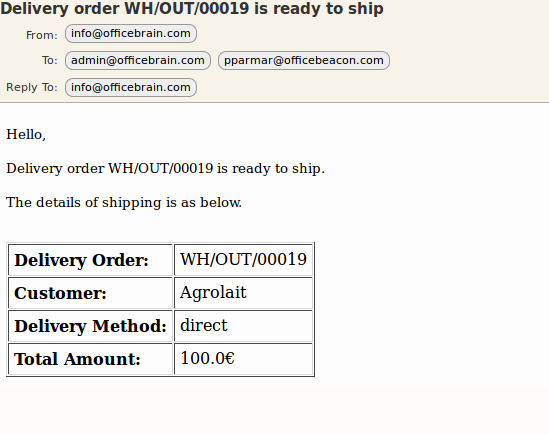 Delivery order WH/OUT/00019 is ready to ship
From: info@officebrain.com
To: admin@officebrain.com pparmar@officebeacon.com
Reply To: info@officebrain.com
Hello,
Delivery order WH/OUT/00019 is ready to ship.
The details of shipping is as below.
Delivery Order: WH/OUT/00019
Customer: Agrolait
Delivery Method: direct
Total Amount: 100.0€